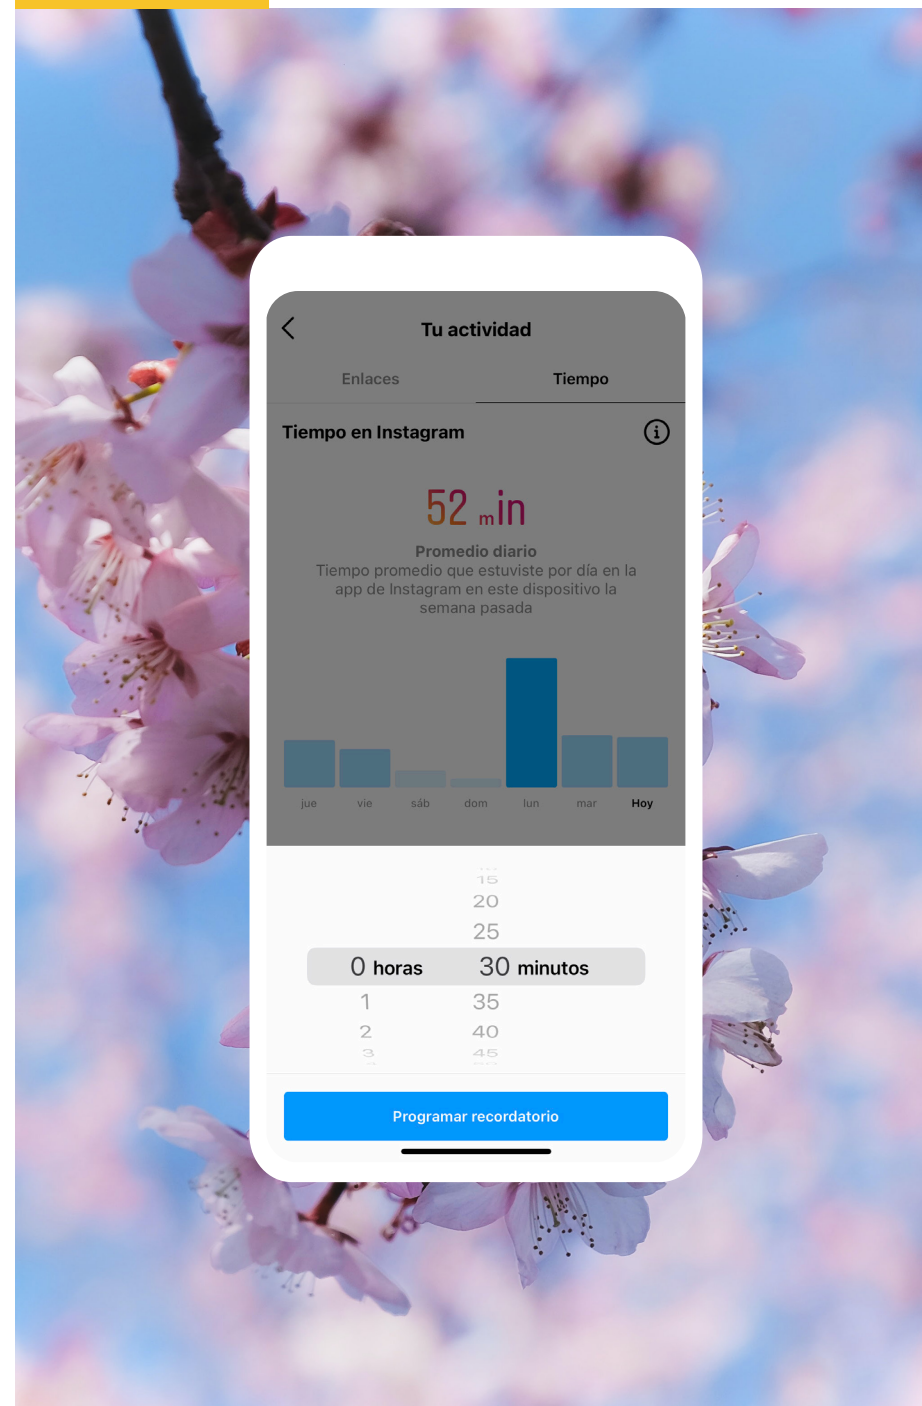 Tu actividad
Enlaces Tiempo
Tiempo en Instagram
52 min
Promedio diario
Tiempo promedio que estuviste por día en la
app de Instagram en este dispositivo la
semana pasada
jue vie sáb dom lun mar Hoy
15
20
25
0 horas 30 minutos
1 35
2 40
3 45
Programar recordatorio